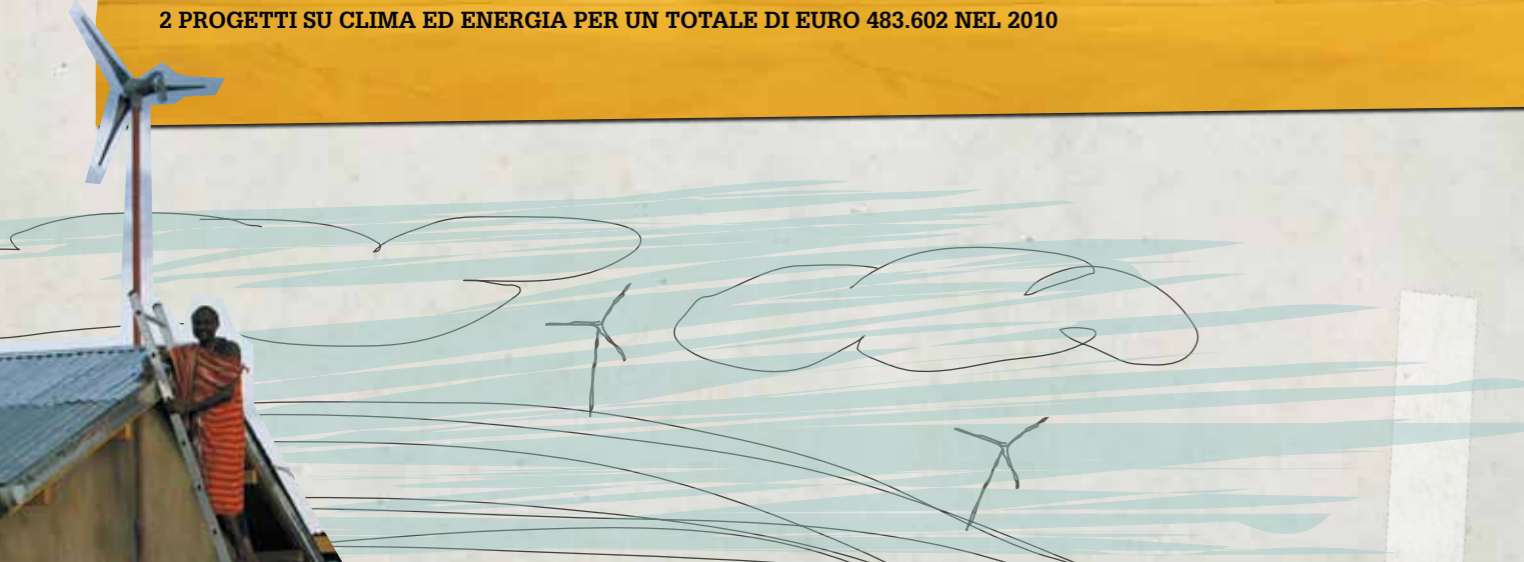 2 PROGETTI SU CLIMA ED ENERGIA PER UN TOTALE DI EURO 483.602 NEL 2010